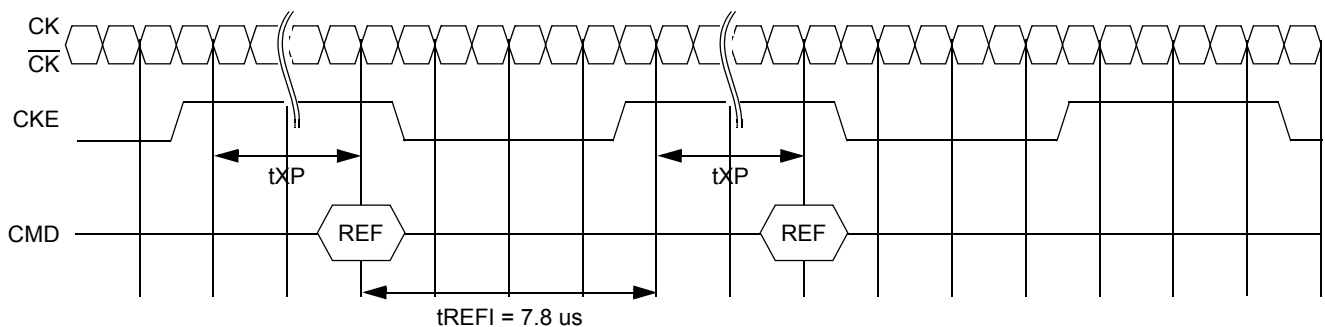 CK
CK
CKE
tXP
tXP
CMD
REF
REF
tREFI = 7.8 us